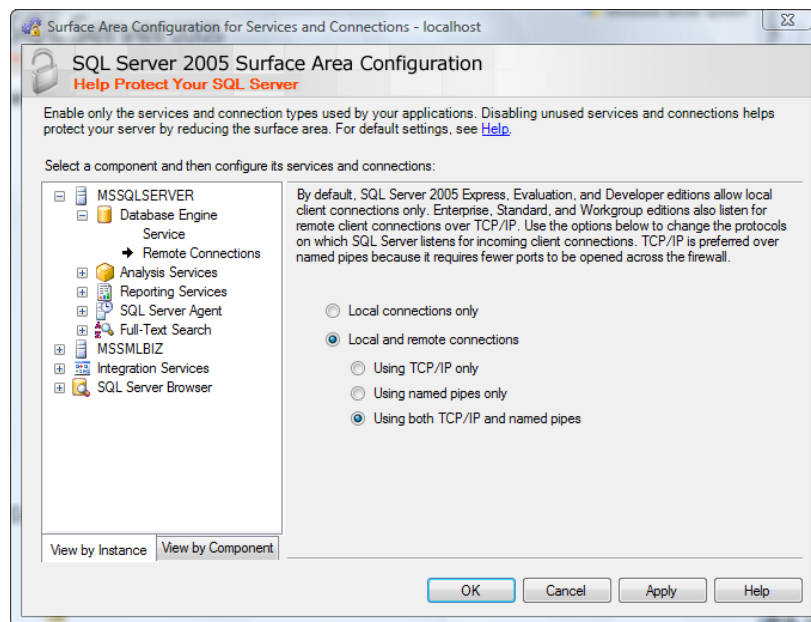 Surface Area Configuration for Services and Connections - localhost
SQL Server 2005 Surface Area Configuration
Help Protect Your SQL Server
Enable only the services and connection types used by your applications. Disabling unused services and connections helps
protect your server by reducing the surface area. For default settings, see Help.
Select a component and then configure its services and connections:
MSSQLSERVER
Database Engine
Service
Remote Connections
Analysis Services
Reporting Services
SQL Server Agent
Full-Text Search
MSSMLBIZ
Integration Services
SQL Server Browser
View by Instance
View by Component
By default, SQL Server 2005 Express, Evaluation, and Developer editions allow local
client connections only. Enterprise, Standard, and Workgroup editions also listen for
remote client connections over TCP/IP. Use the options below to change the protocols
on which SQL Server listens for incoming client connections. TCP/IP is preferred over
named pipes because it requires fewer ports to be opened across the firewall.
Local connections only
Local and remote connections
Using TCP/IP only
Using named pipes only
Using both TCP/IP and named pipes
OK
Cancel
Apply
Help